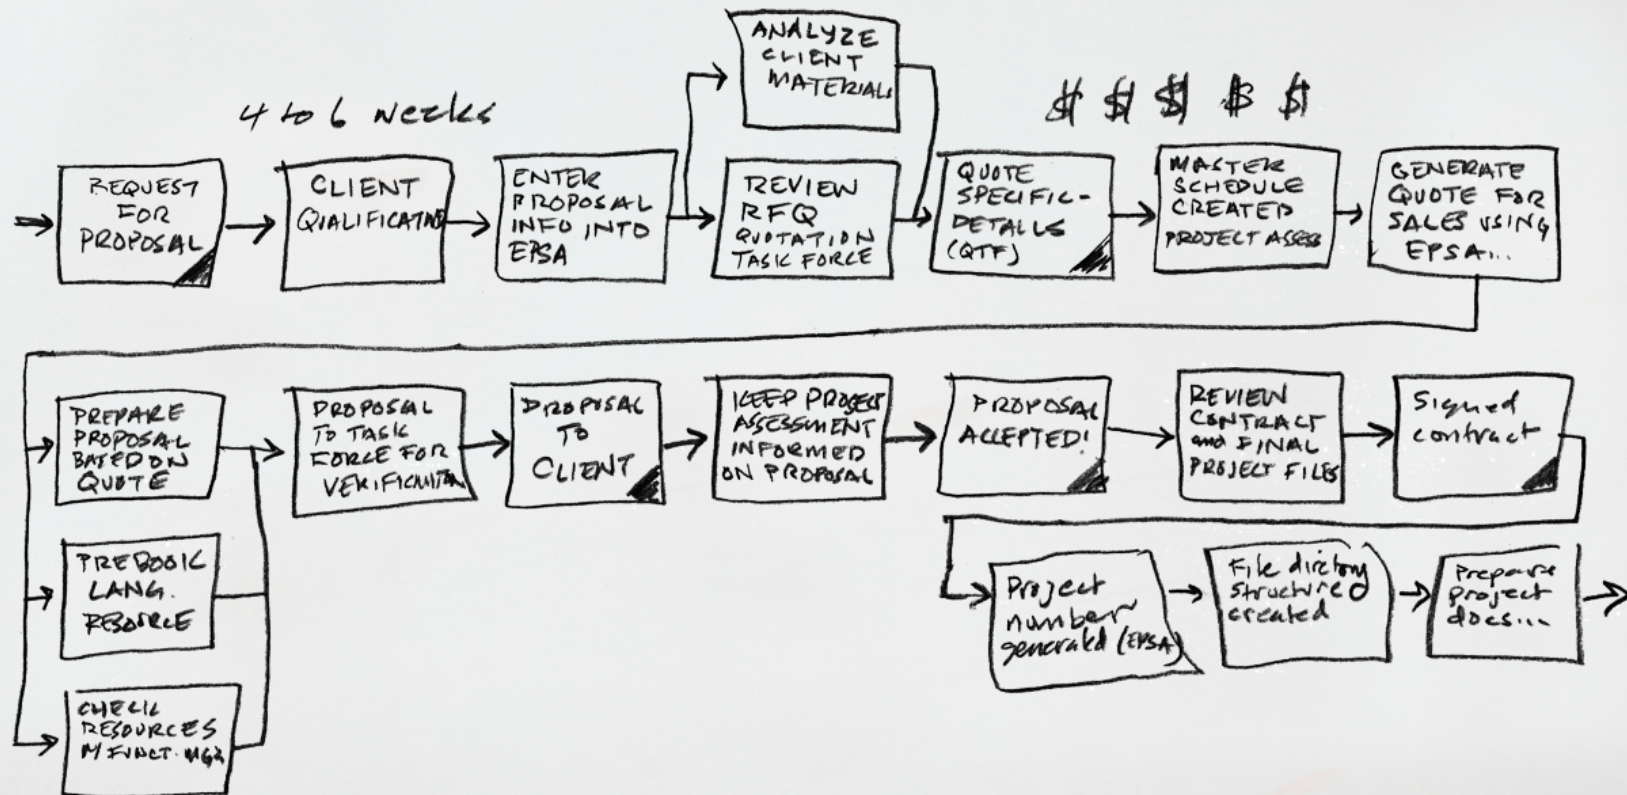 4 to 6 weeks
$ $ $ $ $
REQUEST
FOR
PROPOSAL
CLIENT
QUALIFICATION
ENTER
PROPOSAL
INFO INTO
EPSA
ANALYZE
CLIENT
MATERIALS
REVIEW
RFQ
QUOTATION
TASK FORCE
QUOTE
SPECIFIC-
DETAILS
(QTF)
MASTER
SCHEDULE
CREATED
PROJECT ASSESS
GENERATE
QUOTE FOR
SALES USING
EPSA...
PREPARE
PROPOSAL
BATED ON
QUOTE
PREBOOK
LANG.
RESOURCE
CHECK
RESOURCES
FUNCT. MGR
PROPOSAL
TO TASK
FORCE FOR
VERIFICATION
PROPOSAL
TO
CLIENT
KEEP PROJECT
ASSESSMENT
INFORMED
ON PROPOSAL
PROPOSAL
ACCEPTED!
REVIEW
CONTRACT
and FINAL
PROJECT FILES
Signed
contract
Project
number
generated (EPSA)
File dirctory
structure
created
Prepare
project
docs...